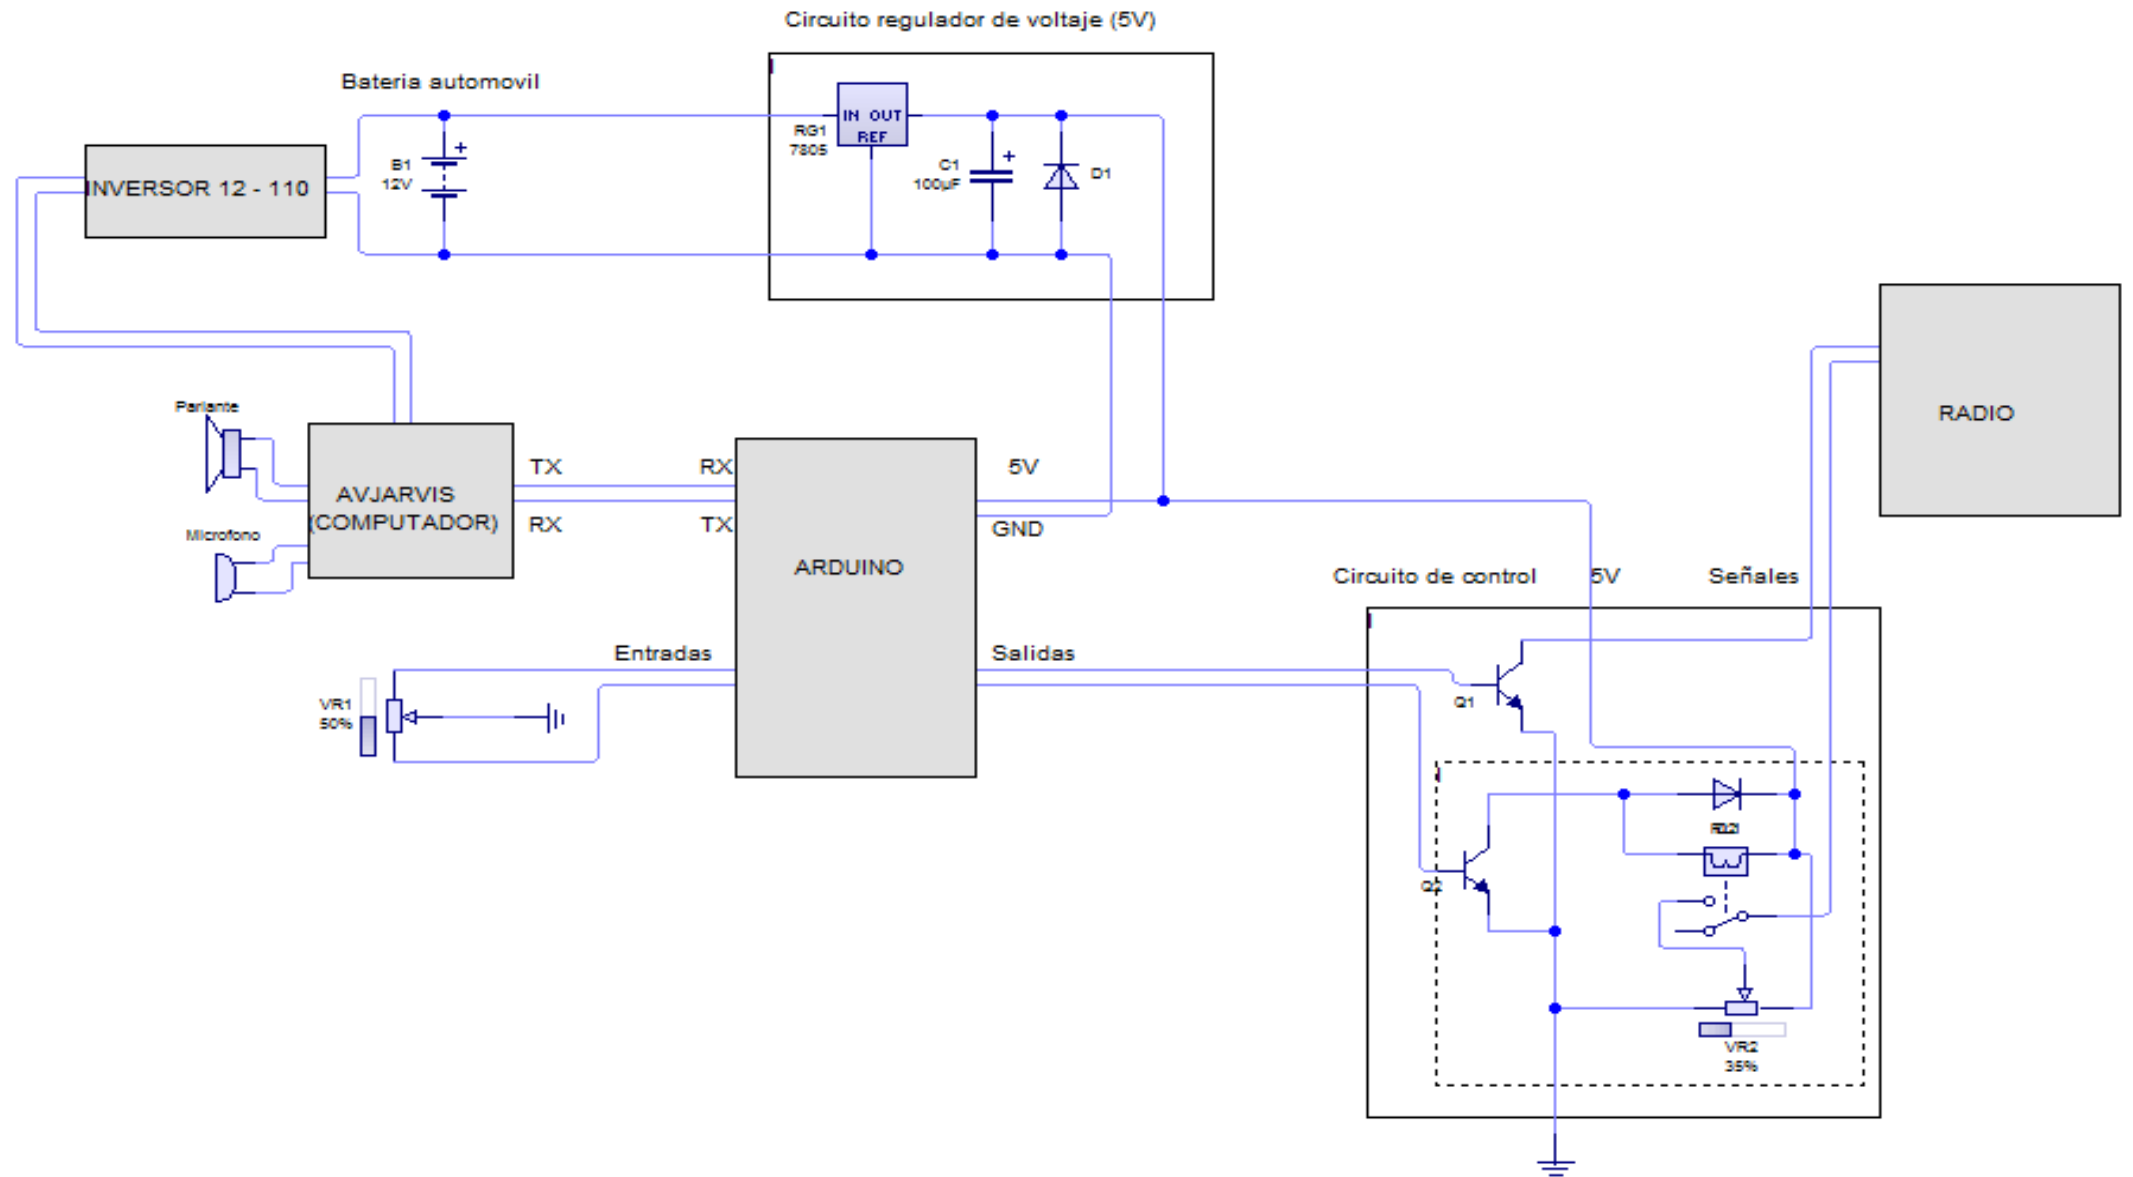 Circuito regulador de voltaje (5V)
Bateria automovil
IN OUT
REF
RG1
7805
B1
12V
+
C1
100µF
+
D1
INVERSOR 12 - 110
Parlante
AVJARVIS
(COMPUTADOR)
Microfono
TX
RX
RX
TX
ARDUINO
5V
GND
RADIO
Circuito de control
5V
Señales
Entradas
Salidas
VR1
50%
Q1
Q2
VR2
35%